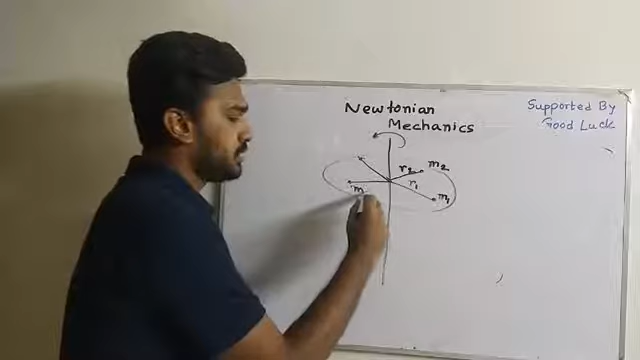 Newtonian
Mechanics
Supported By
Good Luck
r₂ m₂
r₁
m₁
m